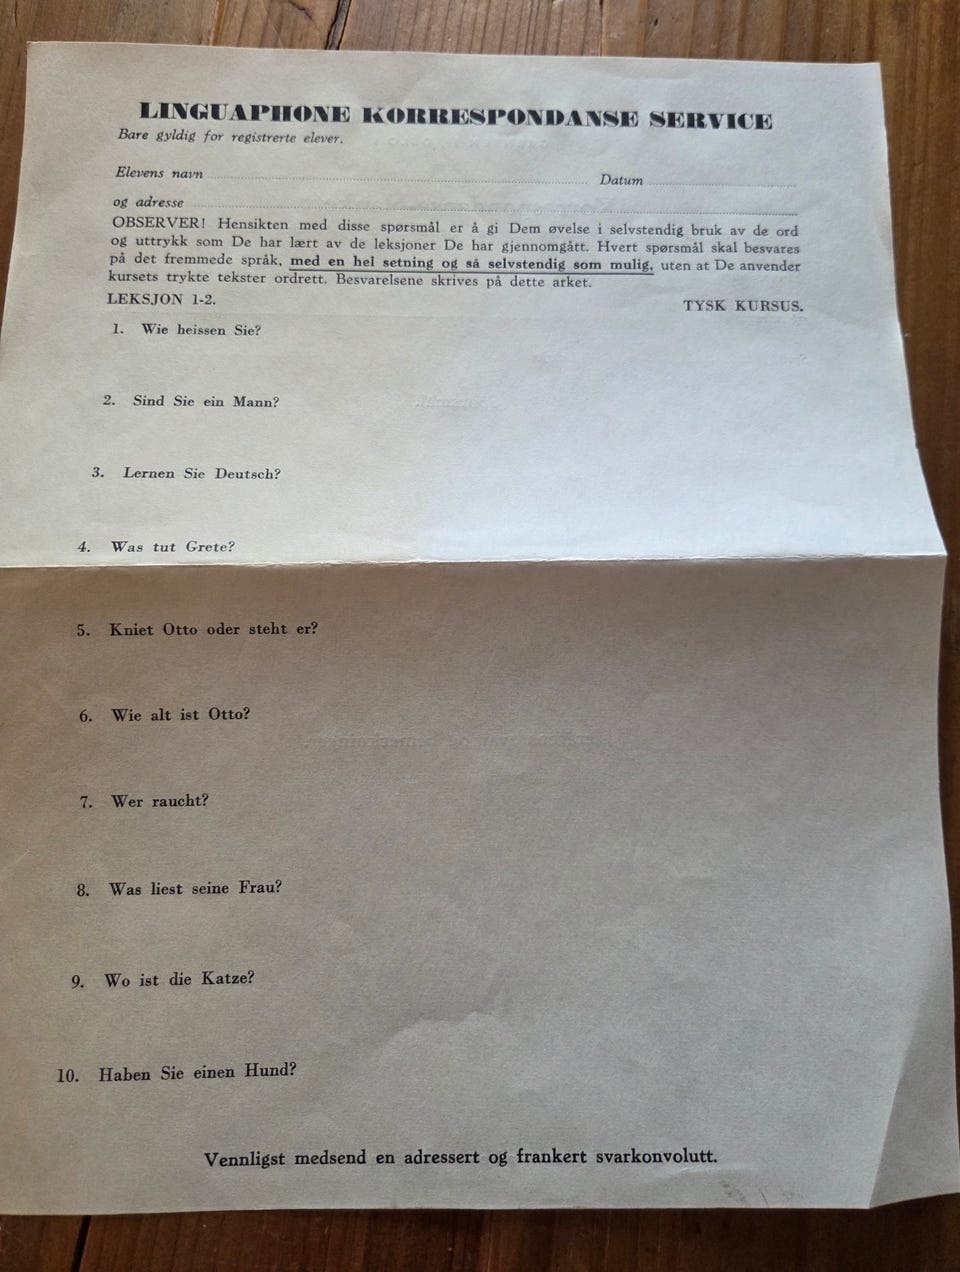 LINGUAPHONE KORRESPONDANSE SERVICE
Bare gyldig for registrerte elever.
Elevens navn Datum
og adresse
OBSERVER! Hensikten med disse spørsmål er å gi Dem øvelse i selvstendig bruk av de ord
og uttrykk som De har lært av de leksjoner De har gjennomgått. Hvert spørsmål skal besvares
på det fremmede språk, med en hel setning og så selvstendig som mulig, uten at De anvender
kursets trykte tekster ordrett. Besvarelsene skrives på dette arket.
LEKSJON 1-2. TYSK KURSUS.
1. Wie heissen Sie?
2. Sind Sie ein Mann?
3. Lernen Sie Deutsch?
4. Was tut Grete?
5. Kniet Otto oder steht er?
6. Wie alt ist Otto?
7. Wer raucht?
8. Was liest seine Frau?
9. Wo ist die Katze?
10. Haben Sie einen Hund?
Vennligst medsend en adressert og frankert svarkonvolutt.